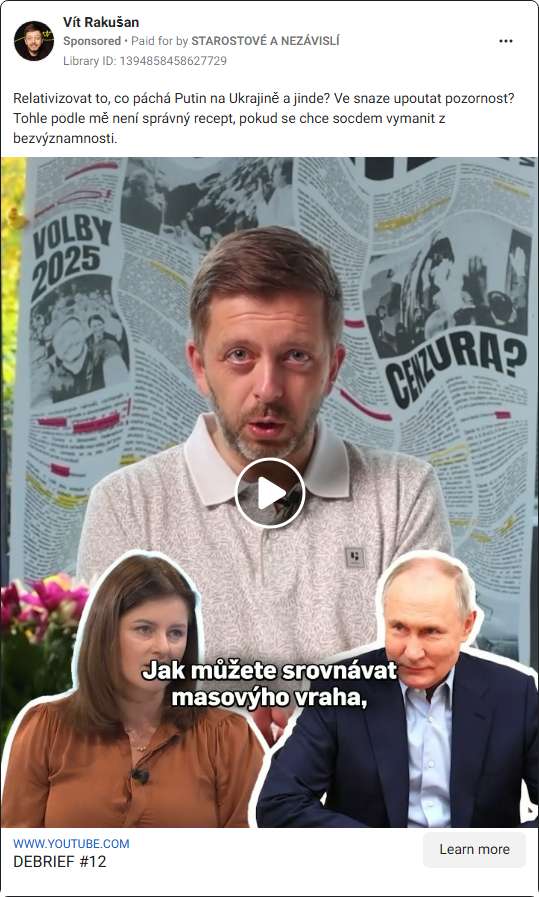 Vít Rakušan
Sponsored • Paid for by STAROSTOVÉ A NEZÁVISLÍ
Library ID: 1394858458627729
Relativizovat to, co páchá Putin na Ukrajině a jinde? Ve snaze upoutat pozornost?
Tohle podle mě není správný recept, pokud se chce socdem vymanit z
bezvýznamnosti.
VOLBY
2025
CENZURA?
Jak můžete srovnávat
masovýho vraha,
WWW.YOUTUBE.COM
DEBRIEF #12
Learn more